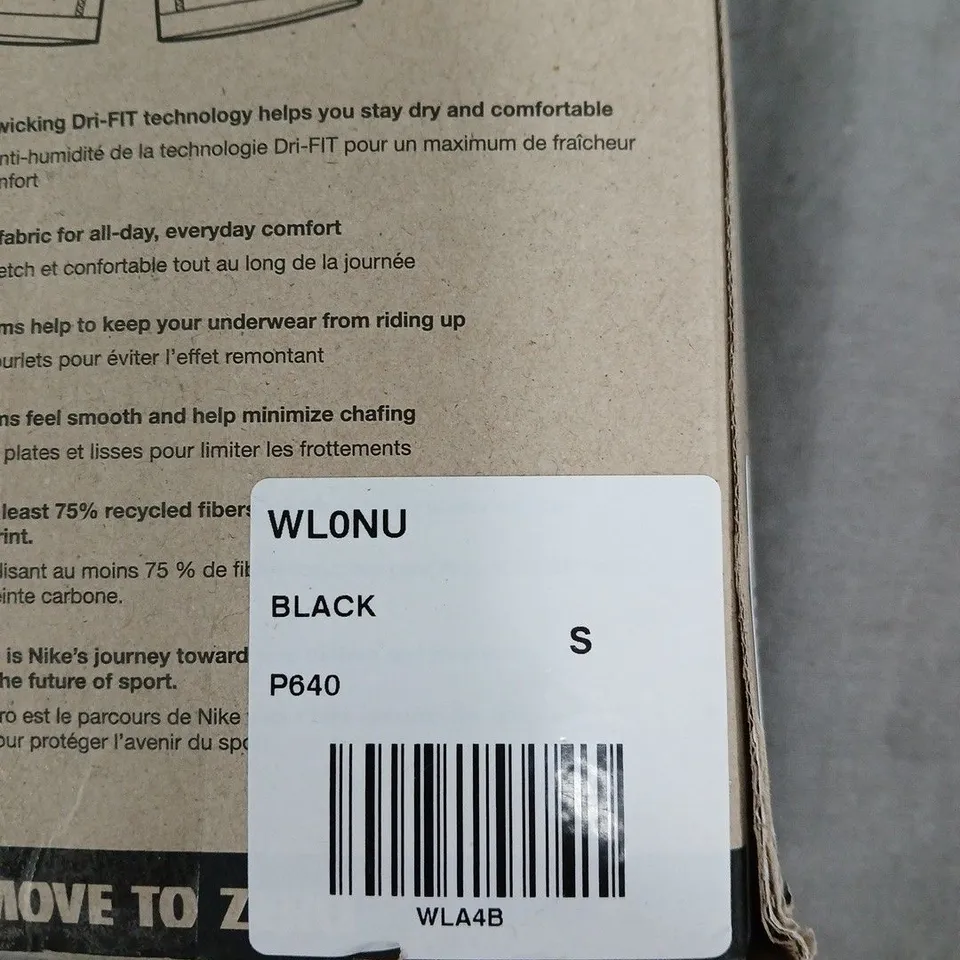 wicking Dri-FIT technology helps you stay dry and comfortable
nti-humidité de la technologie Dri-FIT pour un maximum de fraîcheur
nfort
fabric for all-day, everyday comfort
etch et confortable tout au long de la journée
ms help to keep your underwear from riding up
ourlets pour éviter l'effet remontant
ns feel smooth and help minimize chafing
plates et lisses pour limiter les frottements
least 75% recycled fibers
rint.
lisant au moins 75 % de fib
einte carbone.
is Nike's journey toward
he future of sport.
ro est le parcours de Nike
our protéger l'avenir du spo
MOVE TO Z
WL0NU
BLACK
S
P640
WLA4B